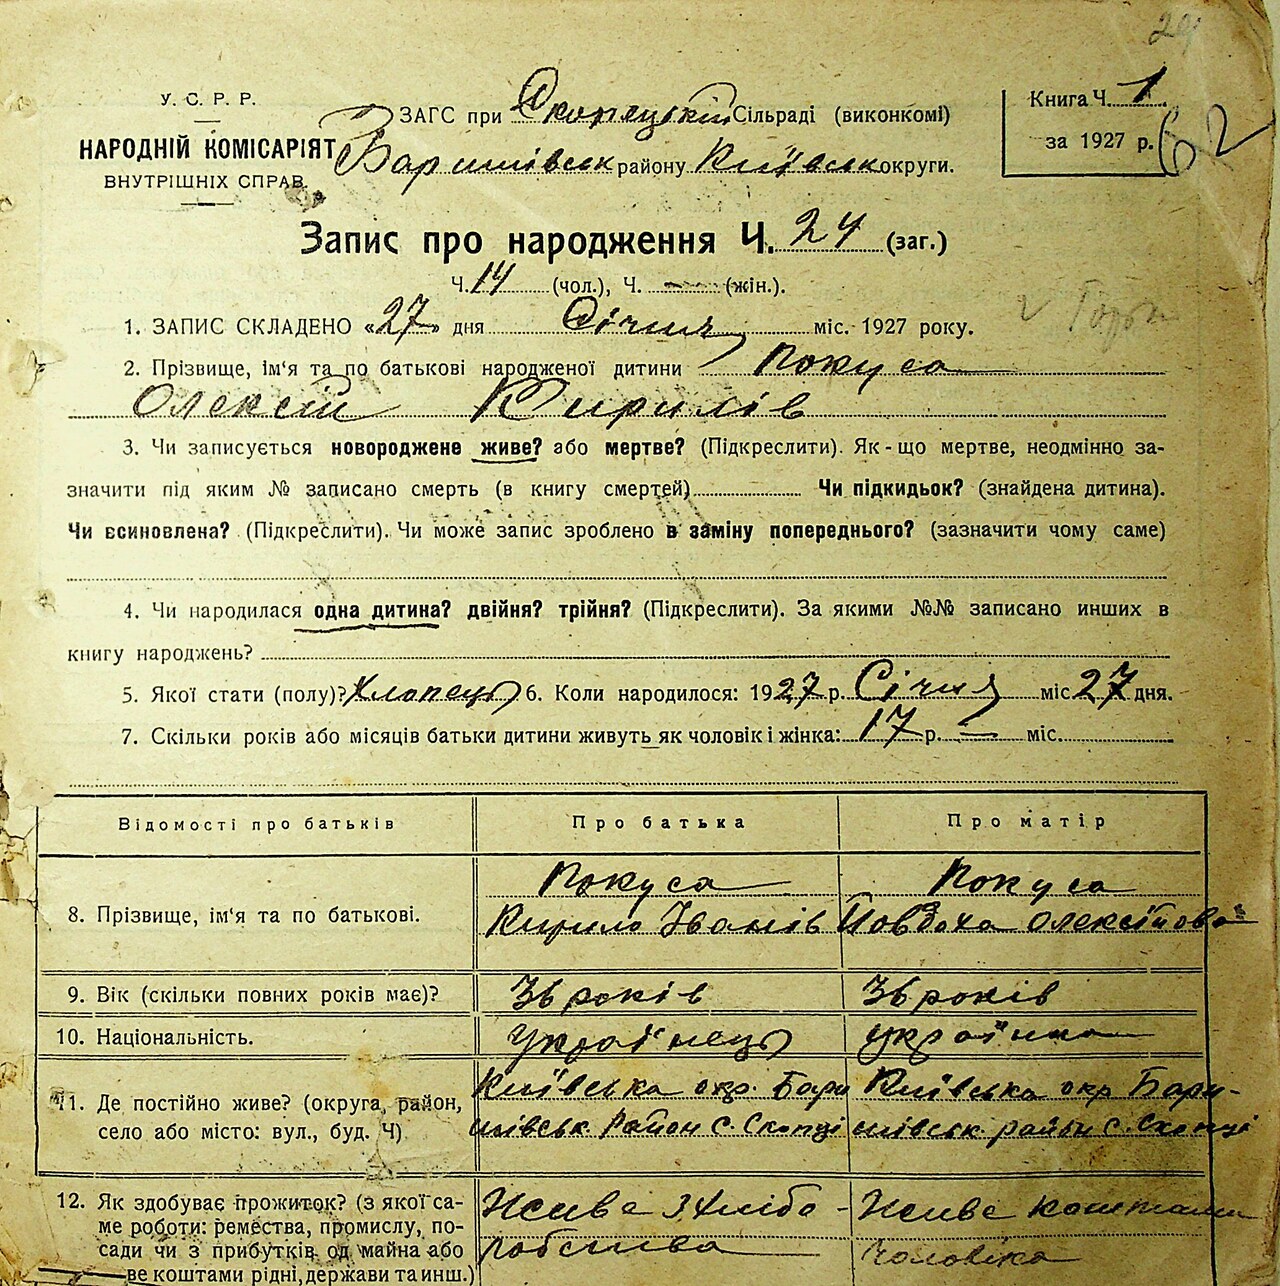 24
У. С. Р. Р.
НАРОДНІЙ КОМІСАРІЯТ
ВНУТРІШНІХ СПРАВ.
ЗАГС при Скопецькій Сільраді (виконкомі)
Баришівськ району Київськ округи.
Книга Ч. 1
за 1927 р.
62
Запис про народження Ч. 24 (заг.)
Ч. 14 (чол.), Ч. — (жін.).
1. ЗАПИС СКЛАДЕНО «27» дня Січня міс. 1927 року.
2. Прізвище, ім'я та по батькові народженої дитини Покуса
Олексій Кирилів
3. Чи записується новороджене живе? або мертве? (Підкреслити). Як-що мертве, неодмінно за-
значити під яким № записано смерть (в книгу смертей) Чи підкидьок? (знайдена дитина).
Чи всиновлена? (Підкреслити). Чи може запис зроблено в заміну попереднього? (зазначити чому саме)
4. Чи народилася одна дитина? двійня? трійня? (Підкреслити). За якими №№ записано инших в
книгу народжень?
5. Якої стати (полу)? Хлопець 6. Коли народилося: 1927 р. Січня міс 27 дня.
7. Скільки років або місяців батьки дитини живуть як чоловік і жінка: 17 р. — міс.
Відомості про батьків Про батька Про матір
8. Прізвище, ім'я та по батькові.
Покуса
Кирило Іванів
Покуса
Йовдоха Олексійова
9. Вік (скільки повних років має)? 36 років 36 років
10. Національність. Українець українка
11. Де постійно живе? (округа, район,
село або місто: вул., буд. Ч)
Київська окр. Бари
шівськ. Район с. Скопці
Київська окр Бари-
шівськ. район с. Скопці
12. Як здобуває прожиток? (з якої са-
ме роботи: ремества, промислу, по-
сади чи з прибутків од майна або
ве коштами рідні, держави та инш.)
Живе з Хлібо-
робства
Живе коштами
чоловіка